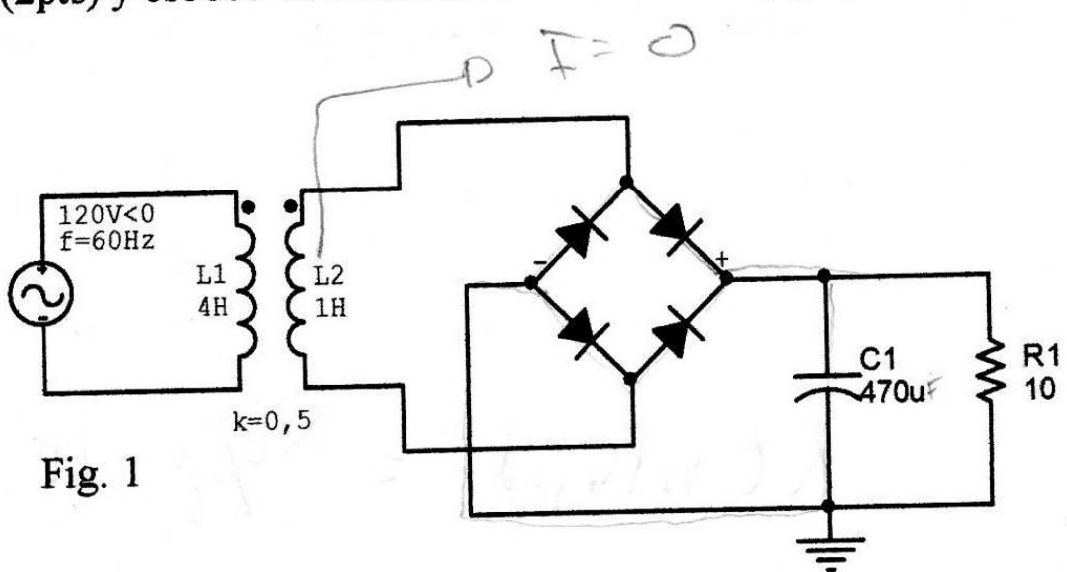 (2pts) y
I = 0
120V<0
f=60Hz
L1
4H
L2
1H
k=0,5
- +
C1
470uF
R1
10
Fig. 1